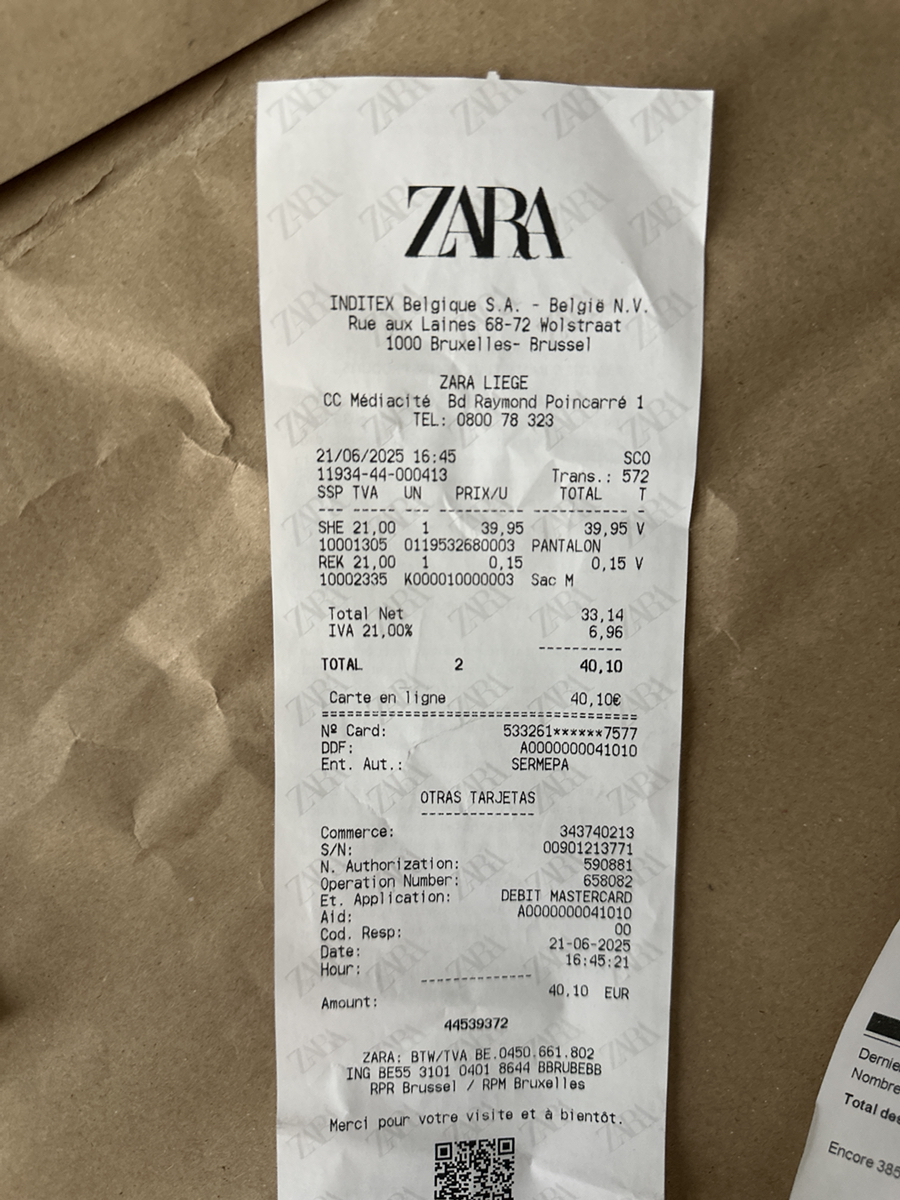 ZARA
INDITEX Belgique S.A. - België N.V.
Rue aux Laines 68-72 Wolstraat
1000 Bruxelles- Brussel
ZARA LIEGE
CC Médiacité Bd Raymond Poincarré 1
TEL: 0800 78 323
21/06/2025 16:45 SCO
11934-44-000413 Trans.: 572
SSP TVA UN PRIX/U TOTAL T
--- ----- --- ---------- ----------- -
SHE 21,00 1 39,95 39,95 V
10001305 0119532680003 PANTALON
REK 21,00 1 0,15 0,15 V
10002335 K000010000003 Sac M
Total Net 33,14
IVA 21,00% 6,96
----------
TOTAL 2 40,10
Carte en ligne 40,10€
======================================
Nº Card: 533261******7577
DDF: A0000000041010
Ent. Aut.: SERMEPA
OTRAS TARJETAS
--------------
Commerce: 343740213
S/N: 00901213771
N. Authorization: 590881
Operation Number: 658082
Et. Application: DEBIT MASTERCARD
Aid: A0000000041010
Cod. Resp: 00
Date: 21-06-2025
Hour: 16:45:21
--------------
Amount: 40,10 EUR
44539372
ZARA: BTW/TVA BE.0450.661.802
ING BE55 3101 0401 8644 BBRUBEBB
RPR Brussel / RPM Bruxelles
Merci pour votre visite et à bientôt.
Nombre
Total des
Encore 385